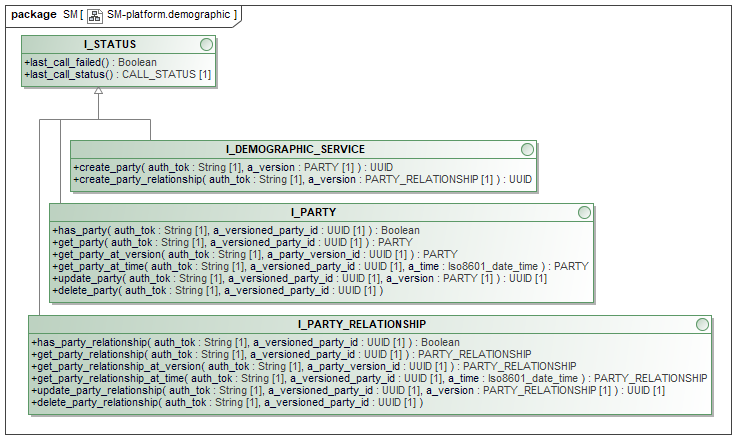 package SM [ SM-platform.demographic ]
I_STATUS
+last_call_failed() : Boolean
+last_call_status() : CALL_STATUS [1]
I_DEMOGRAPHIC_SERVICE
+create_party( auth_tok : String [1], a_version : PARTY [1] ) : UUID
+create_party_relationship( auth_tok : String [1], a_version : PARTY_RELATIONSHIP [1] ) : UUID
I_PARTY
+has_party( auth_tok : String [1], a_versioned_party_id : UUID [1] ) : Boolean
+get_party( auth_tok : String [1], a_versioned_party_id : UUID [1] ) : PARTY
+get_party_at_version( auth_tok : String [1], a_party_version_id : UUID [1] ) : PARTY
+get_party_at_time( auth_tok : String [1], a_versioned_party_id : UUID [1], a_time : Iso8601_date_time ) : PARTY
+update_party( auth_tok : String [1], a_versioned_party_id : UUID [1], a_version : PARTY [1] ) : UUID [1]
+delete_party( auth_tok : String [1], a_versioned_party_id : UUID [1] )
I_PARTY_RELATIONSHIP
+has_party_relationship( auth_tok : String [1], a_versioned_party_id : UUID [1] ) : Boolean
+get_party_relationship( auth_tok : String [1], a_versioned_party_id : UUID [1] ) : PARTY_RELATIONSHIP
+get_party_relationship_at_version( auth_tok : String [1], a_party_version_id : UUID [1] ) : PARTY_RELATIONSHIP
+get_party_relationship_at_time( auth_tok : String [1], a_versioned_party_id : UUID [1], a_time : Iso8601_date_time ) : PARTY_RELATIONSHIP
+update_party_relationship( auth_tok : String [1], a_versioned_party_id : UUID [1], a_version : PARTY_RELATIONSHIP [1] ) : UUID [1]
+delete_party_relationship( auth_tok : String [1], a_versioned_party_id : UUID [1] )